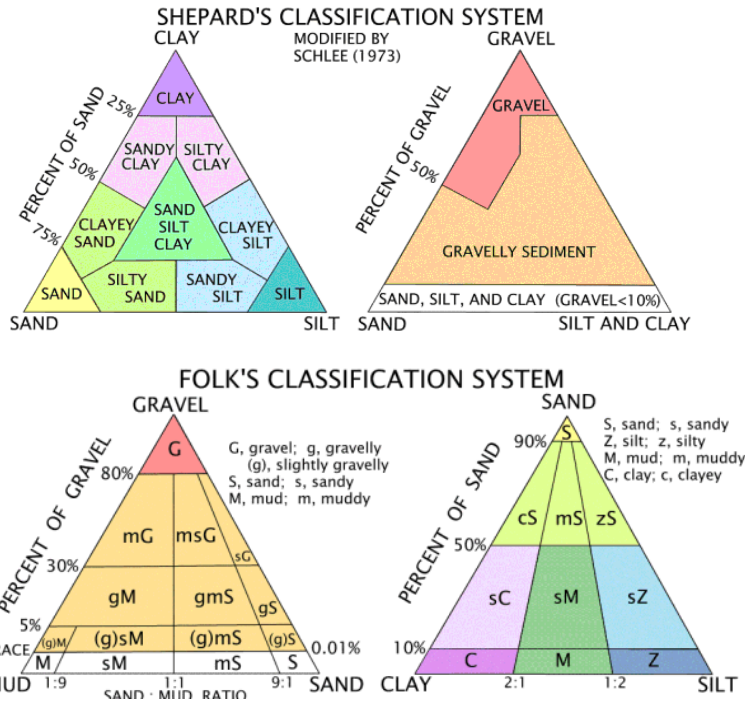 SHEPARD'S CLASSIFICATION SYSTEM
MODIFIED BY
SCHLEE (1973)
CLAY
PERCENT OF SAND
25%
50%
75%
CLAY
SANDY
CLAY
SILTY
CLAY
CLAYEY
SAND
SAND
SILT
CLAY
CLAYEY
SILT
SAND
SILTY
SAND
SANDY
SILT
SILT
SAND
SILT
GRAVEL
PERCENT OF GRAVEL
50%
GRAVEL
GRAVELLY SEDIMENT
SAND, SILT, AND CLAY (GRAVEL<10%)
SAND
SILT AND CLAY
FOLK'S CLASSIFICATION SYSTEM
GRAVEL
PERCENT OF GRAVEL
80%
30%
5%
RACE
0.01%
G, gravel; g, gravelly
(g), slightly gravelly
S, sand; s, sandy
M, mud; m, muddy
G
mG
msG
sG
gM
gmS
gS
(g)M
(g)sM
(g)mS
(g)S
M
sM
mS
S
UD
1:9
1:1
9:1
SAND
SAND : MUD RATIO
SAND
PERCENT OF SAND
90%
50%
10%
S, sand; s, sandy
Z, silt; z, silty
M, mud; m, muddy
C, clay; c, clayey
S
cS
mS
zS
sC
sM
sZ
C
M
Z
CLAY
2:1
1:2
SILT